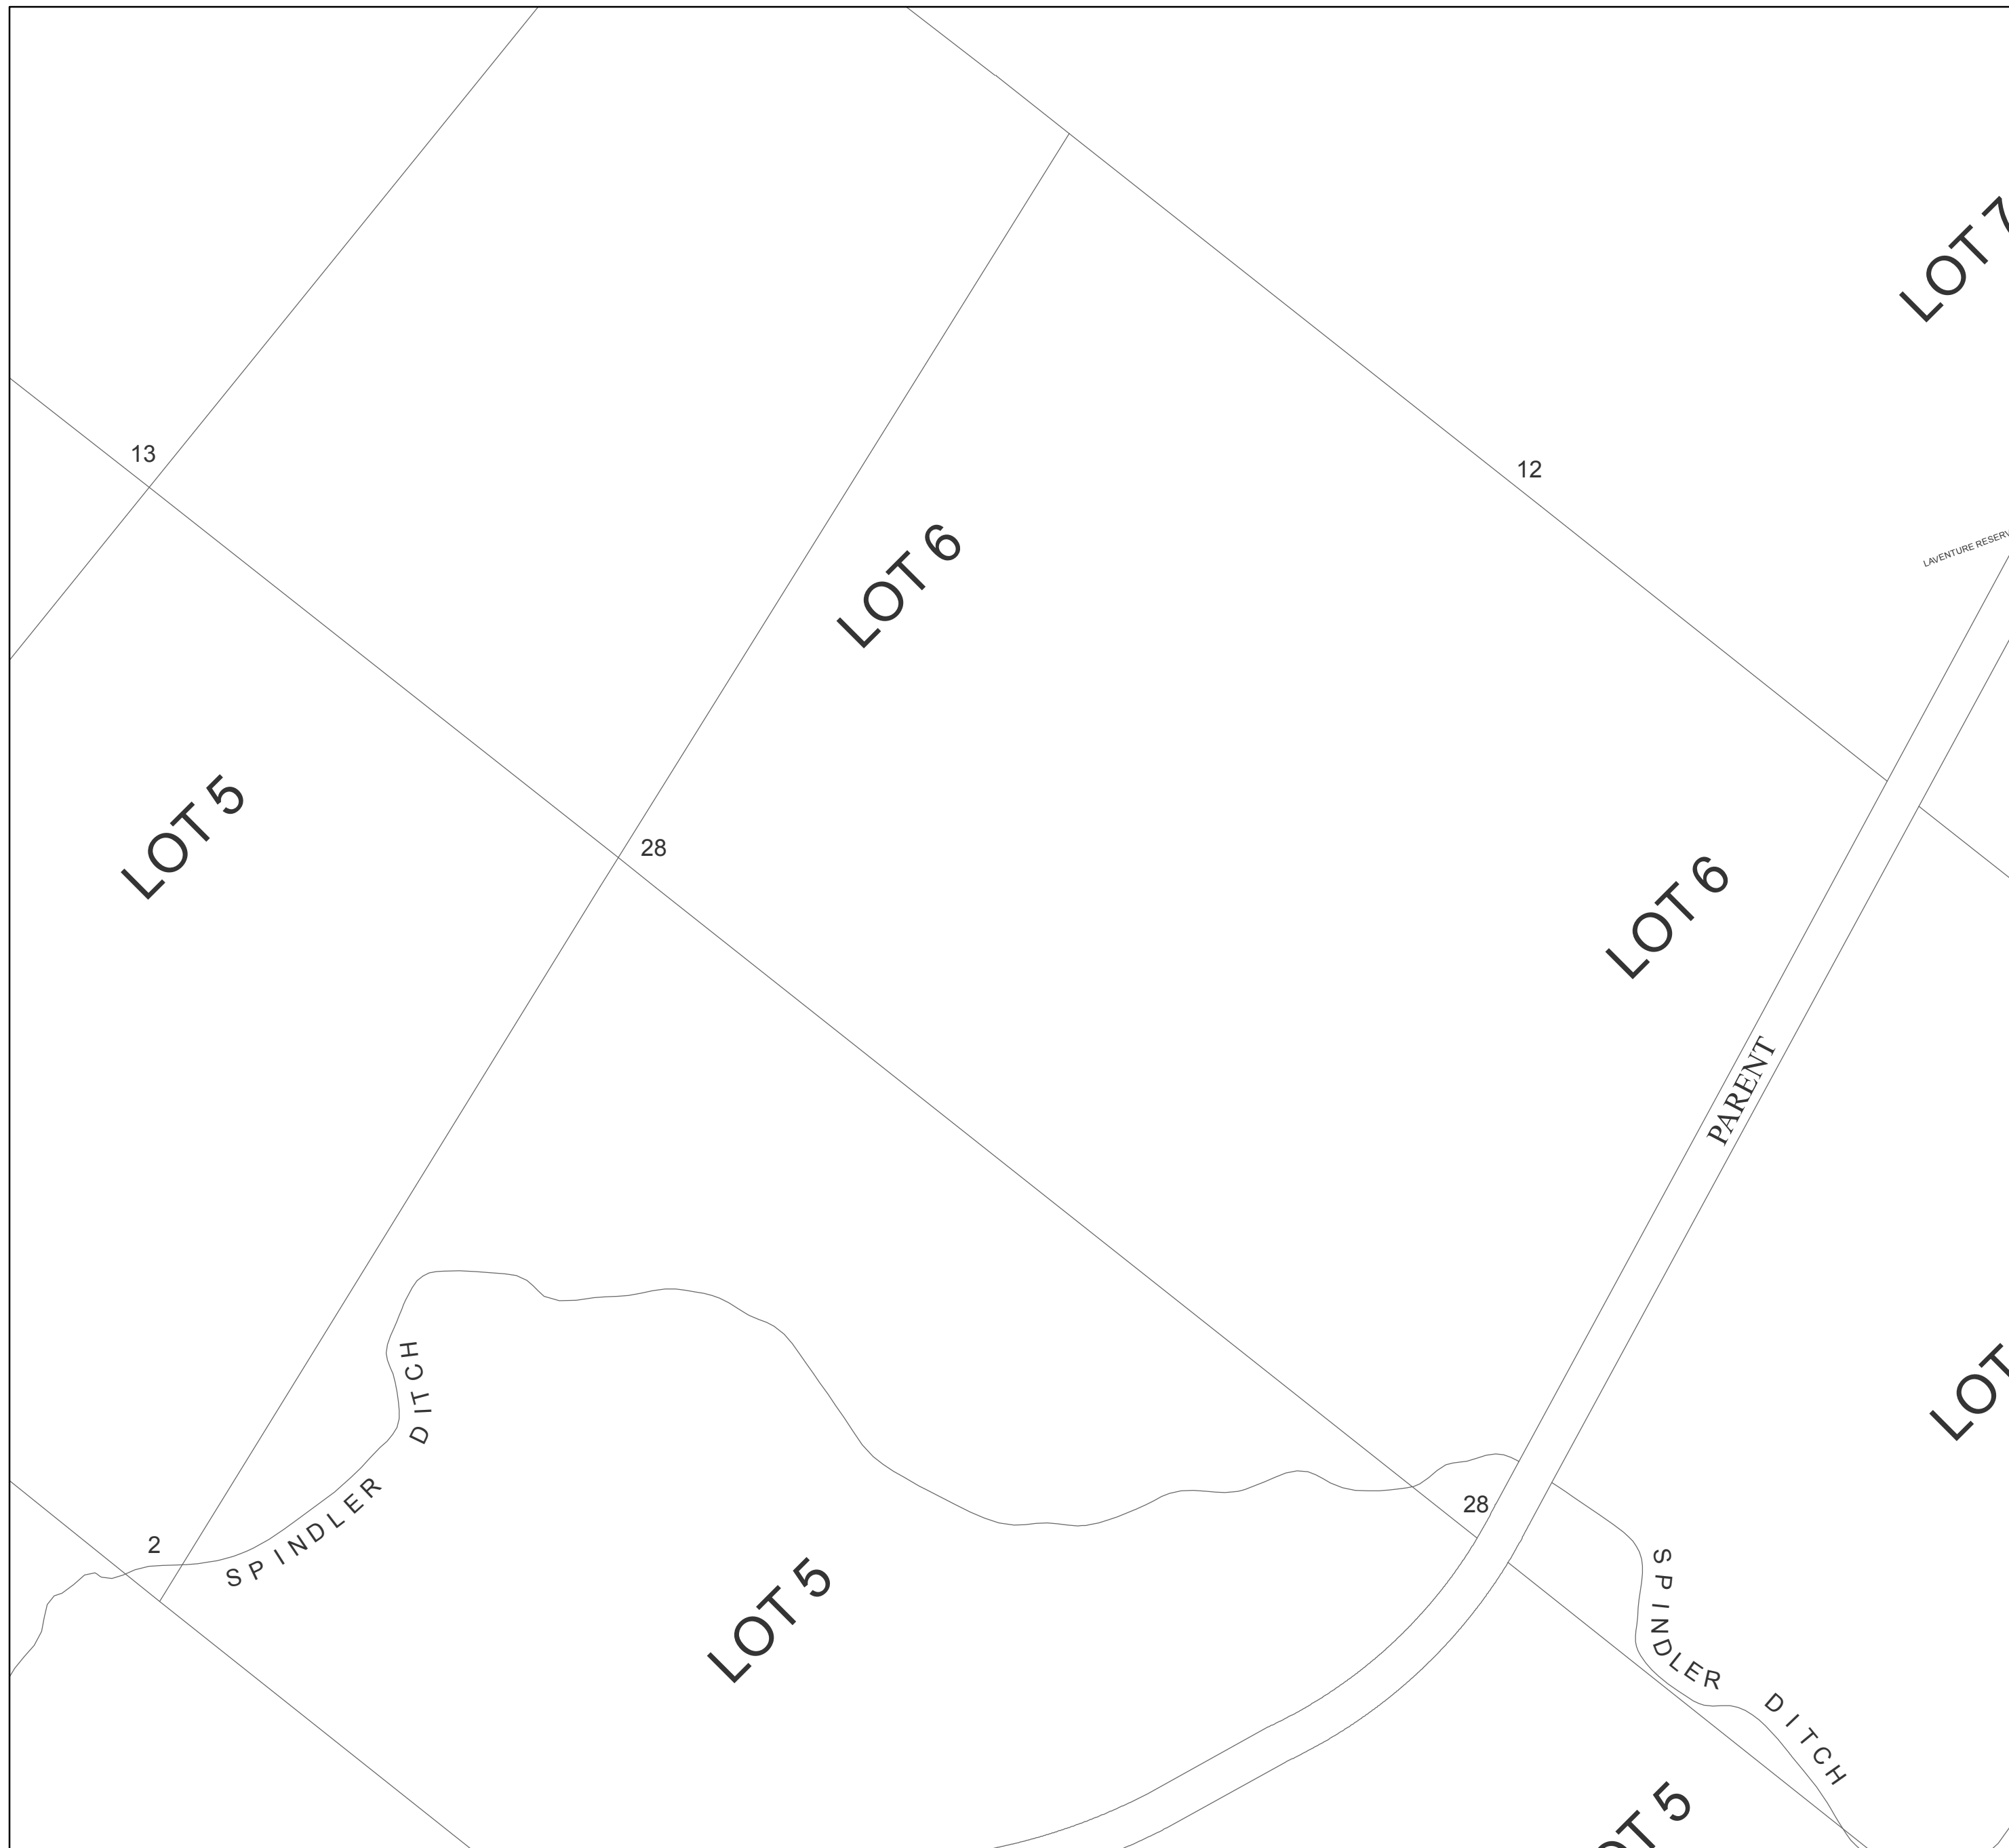 LOT 7
13
12
LOT 6
LAVENTURE RESERV
LOT 5
28
LOT 6
PARENT
SPINDLER DITCH
LOT
2
28
LOT 5
SPINDLER DITCH
OT 5